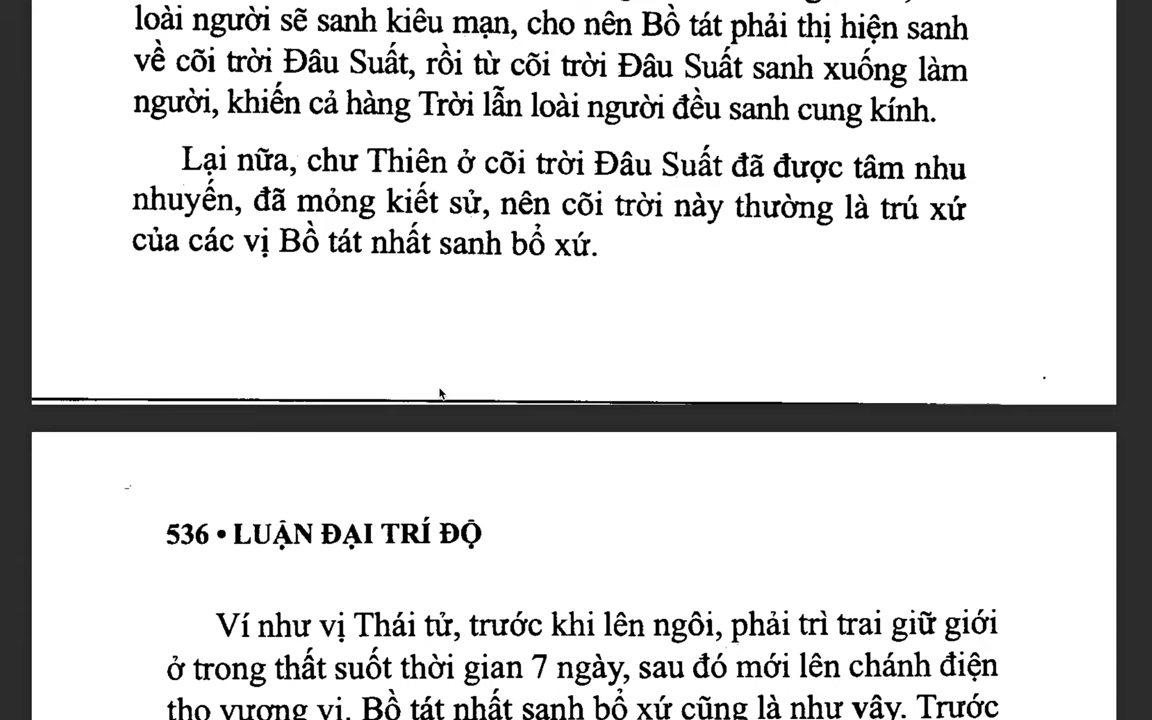 loài người sẽ sanh kiêu mạn, cho nên Bồ tát phải thị hiện sanh
về cõi trời Đâu Suất, rồi từ cõi trời Đâu Suất sanh xuống làm
người, khiến cả hàng Trời lẫn loài người đều sanh cung kính.
Lại nữa, chư Thiên ở cõi trời Đâu Suất đã được tâm nhu
nhuyến, đã mỏng kiết sử, nên cõi trời này thường là trú xứ
của các vị Bồ tát nhất sanh bổ xứ.
536 • LUẬN ĐẠI TRÍ ĐỘ
Ví như vị Thái tử, trước khi lên ngôi, phải trì trai giữ giới
ở trong thất suốt thời gian 7 ngày, sau đó mới lên chánh điện
thọ vương vị. Bồ tát nhất sanh bổ xứ cũng là như vậy. Trước